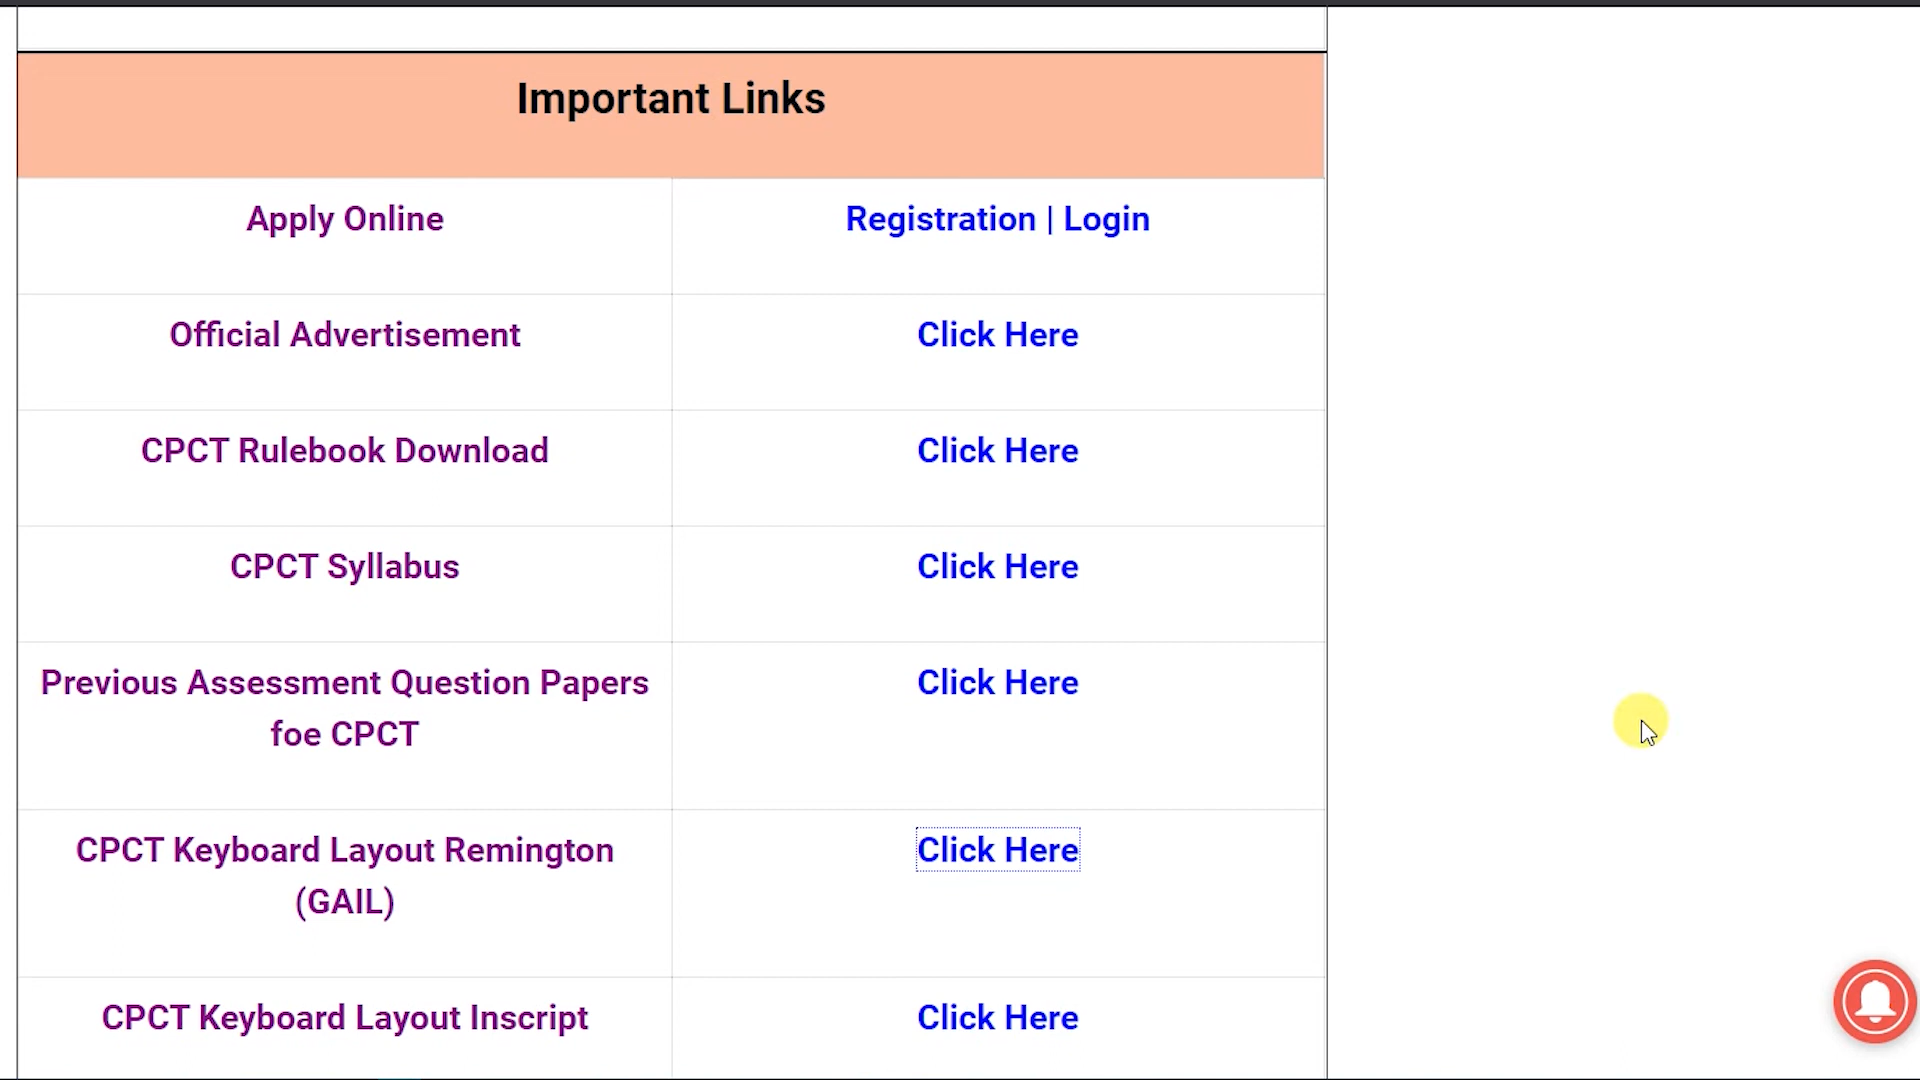 Important Links
Apply Online
Registration | Login
Official Advertisement
Click Here
CPCT Rulebook Download
Click Here
CPCT Syllabus
Click Here
Previous Assessment Question Papers
foe CPCT
Click Here
CPCT Keyboard Layout Remington
(GAIL)
Click Here
CPCT Keyboard Layout Inscript
Click Here